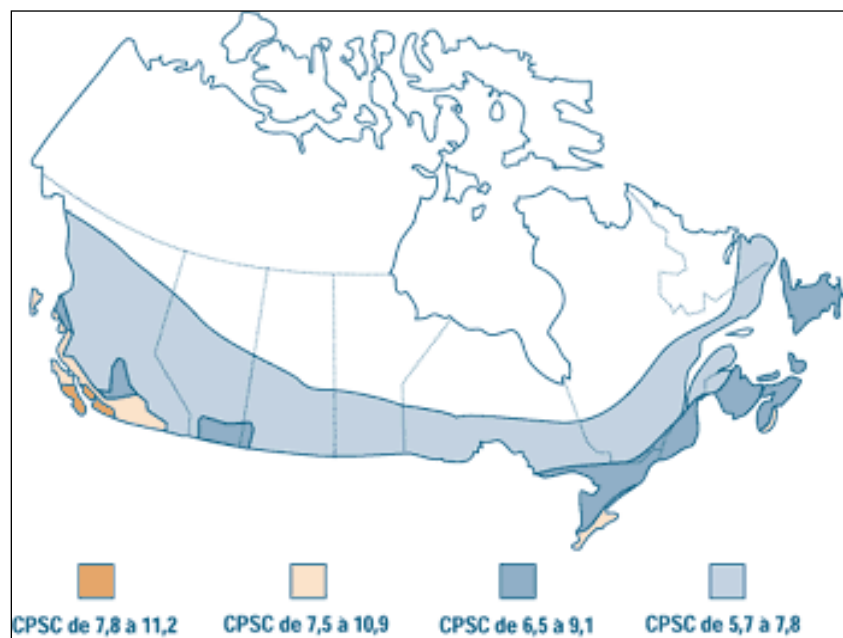 CPSC de 7,8 à 11,2
CPSC de 7,5 à 10,9
CPSC de 6,5 à 9,1
CPSC de 5,7 à 7,8